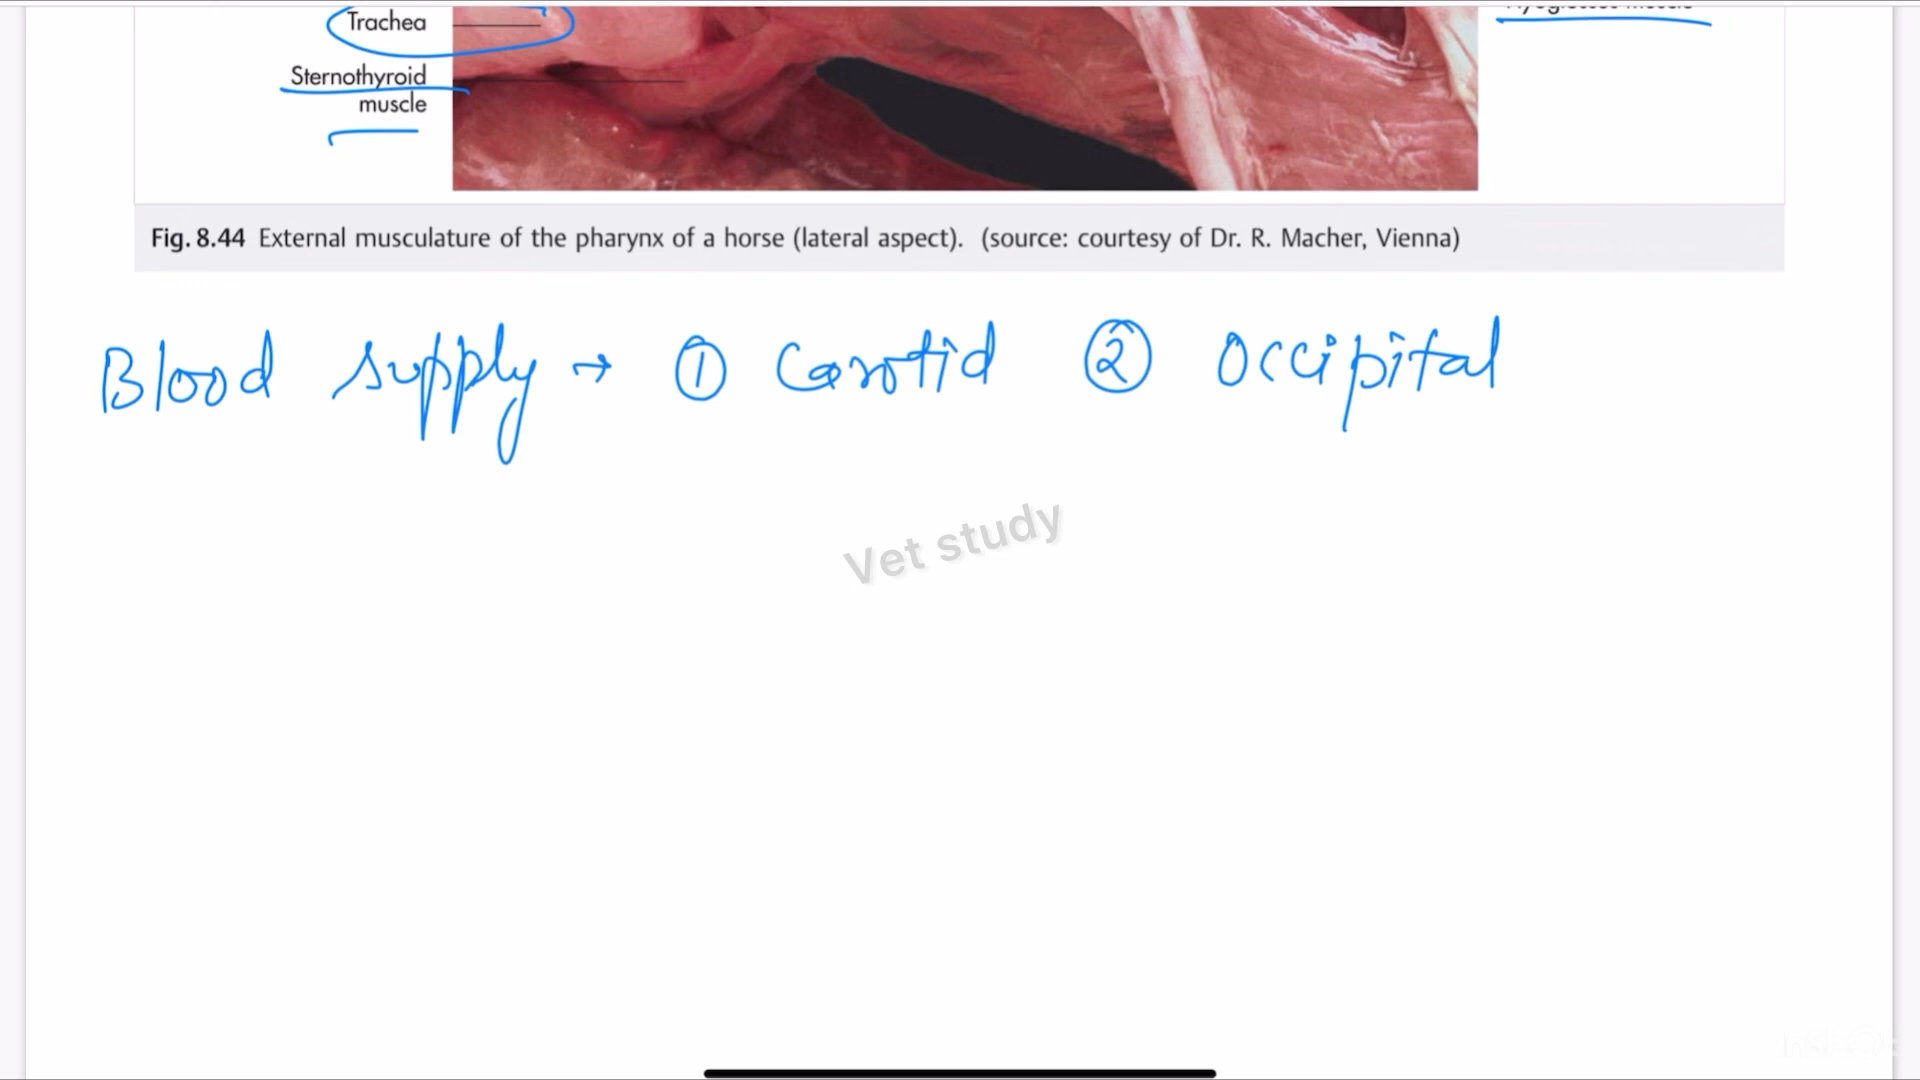 Trachea
Sternothyroid
muscle
Fig. 8.44 External musculature of the pharynx of a horse (lateral aspect). (source: courtesy of Dr. R. Macher, Vienna)
Blood supply → ① Carotid ② Occipital
Vet study